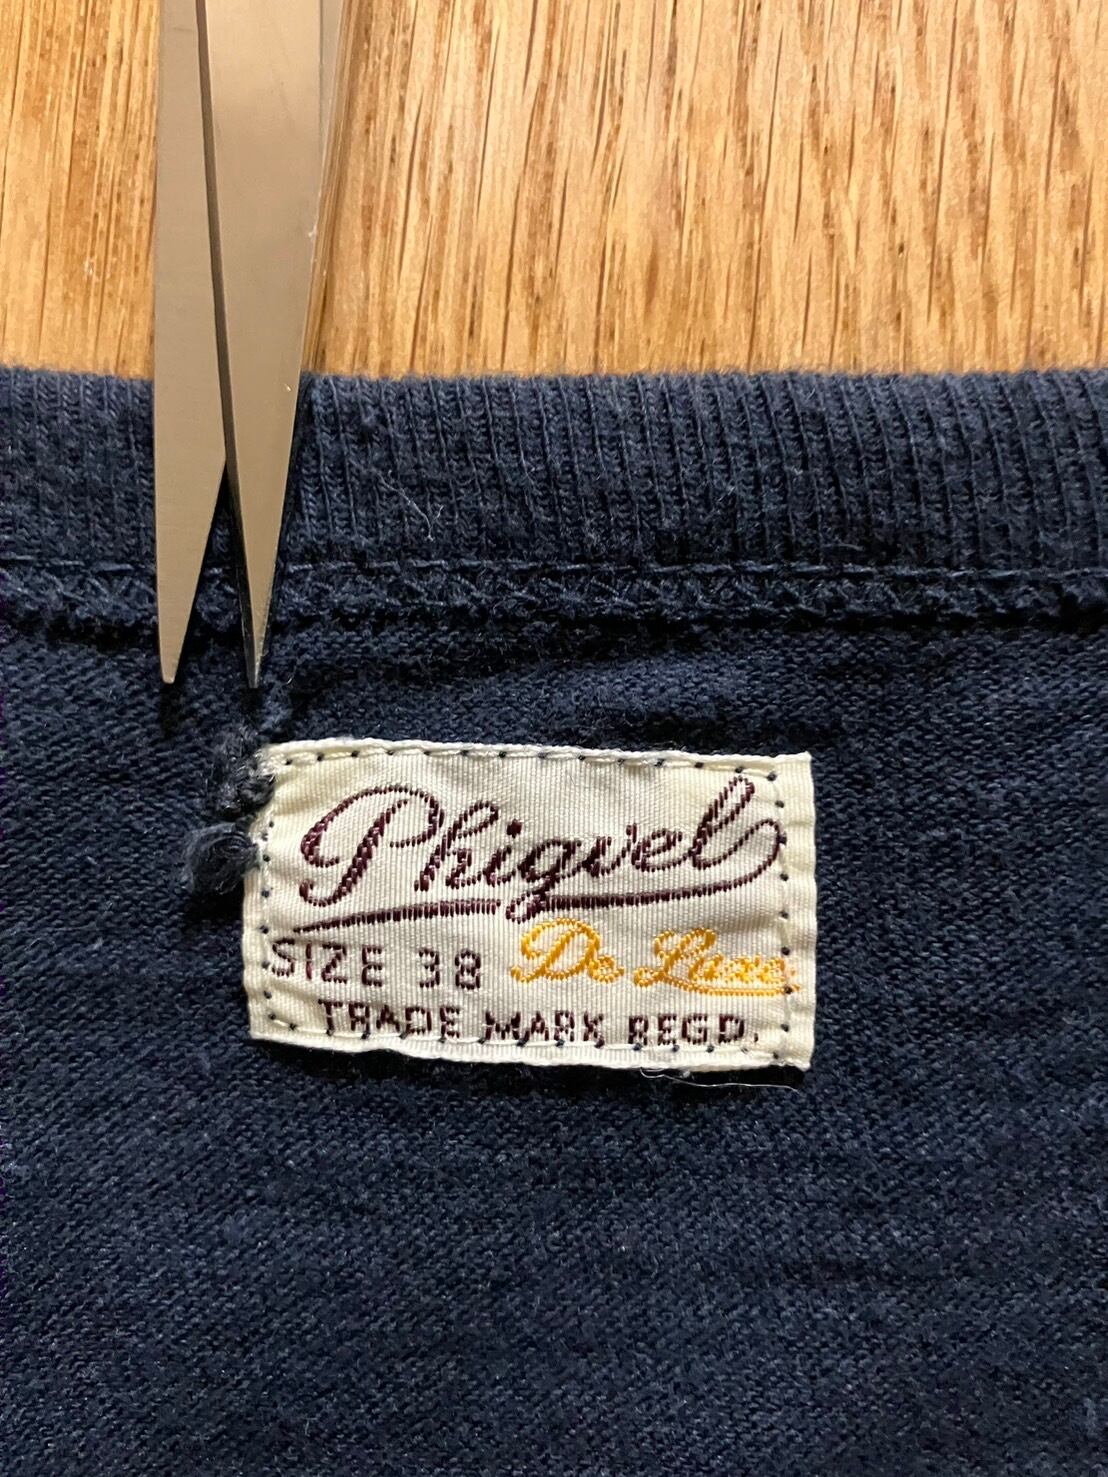 Phigvel
SIZE 38 De Luxe
TRADE MARK REGD.